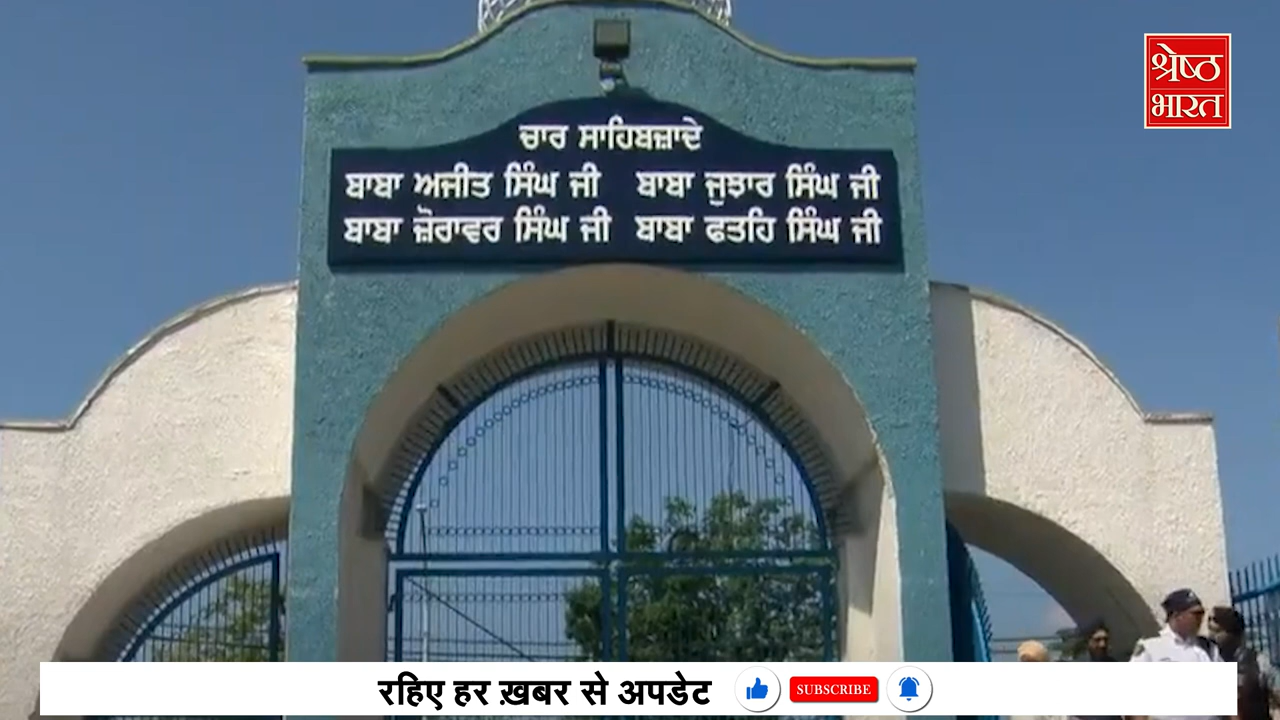 श्रेष्ठ
भारत
ਚਾਰ ਸਾਹਿਬਜ਼ਾਦੇ
ਬਾਬਾ ਅਜੀਤ ਸਿੰਘ ਜੀ ਬਾਬਾ ਜੁਝਾਰ ਸਿੰਘ ਜੀ
ਬਾਬਾ ਜ਼ੋਰਾਵਰ ਸਿੰਘ ਜੀ ਬਾਬਾ ਫਤਹਿ ਸਿੰਘ ਜੀ
रहिए हर ख़बर से अपडेट
SUBSCRIBE